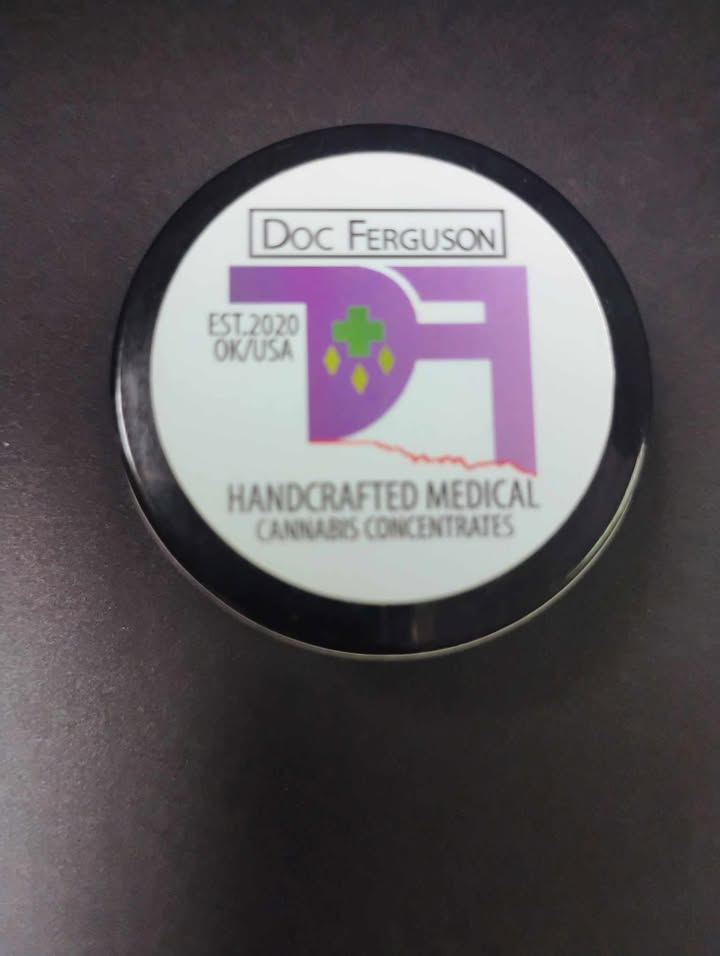 DOC FERGUSON
EST.2020
OK/USA
HANDCRAFTED MEDICAL
CANNABIS CONCENTRATES